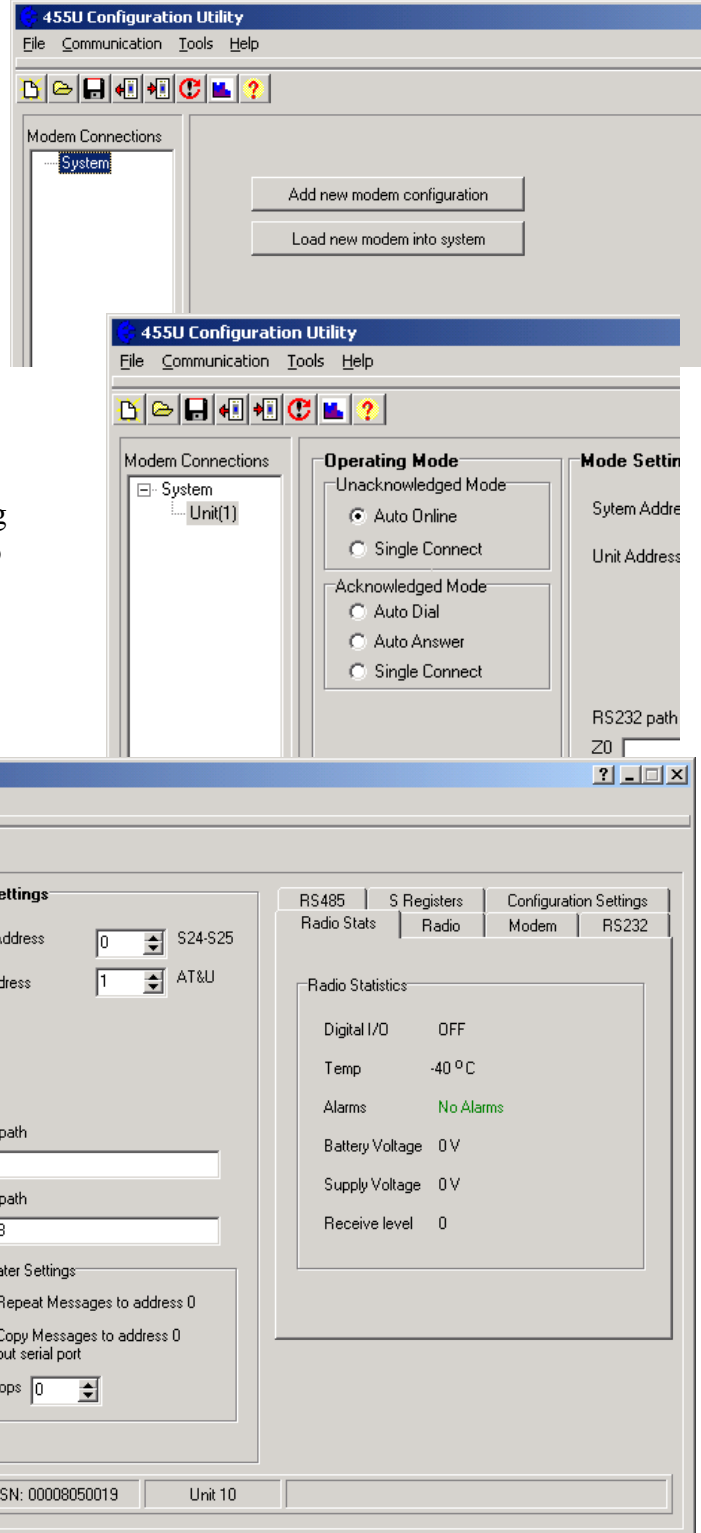 455U Configuration Utility
File Communication Tools Help
Modem Connections
System
Add new modem configuration
Load new modem into system
455U Configuration Utility
File Communication Tools Help
Modem Connections
System
Unit(1)
Operating Mode
Unacknowledged Mode
Auto Online
Single Connect
Acknowledged Mode
Auto Dial
Auto Answer
Single Connect
Mode Settin
Sytem Addre
Unit Address
RS232 path
Z0
g
ettings
Address 0 S24-S25
dress 1 AT&U
path
path
3
ater Settings
Repeat Messages to address 0
Copy Messages to address 0
out serial port
ops 0
RS485 S Registers Configuration Settings
Radio Stats Radio Modem RS232
Radio Statistics
Digital I/O OFF
Temp -40 °C
Alarms No Alarms
Battery Voltage 0 V
Supply Voltage 0 V
Receive level 0
SN: 00008050019 Unit 10